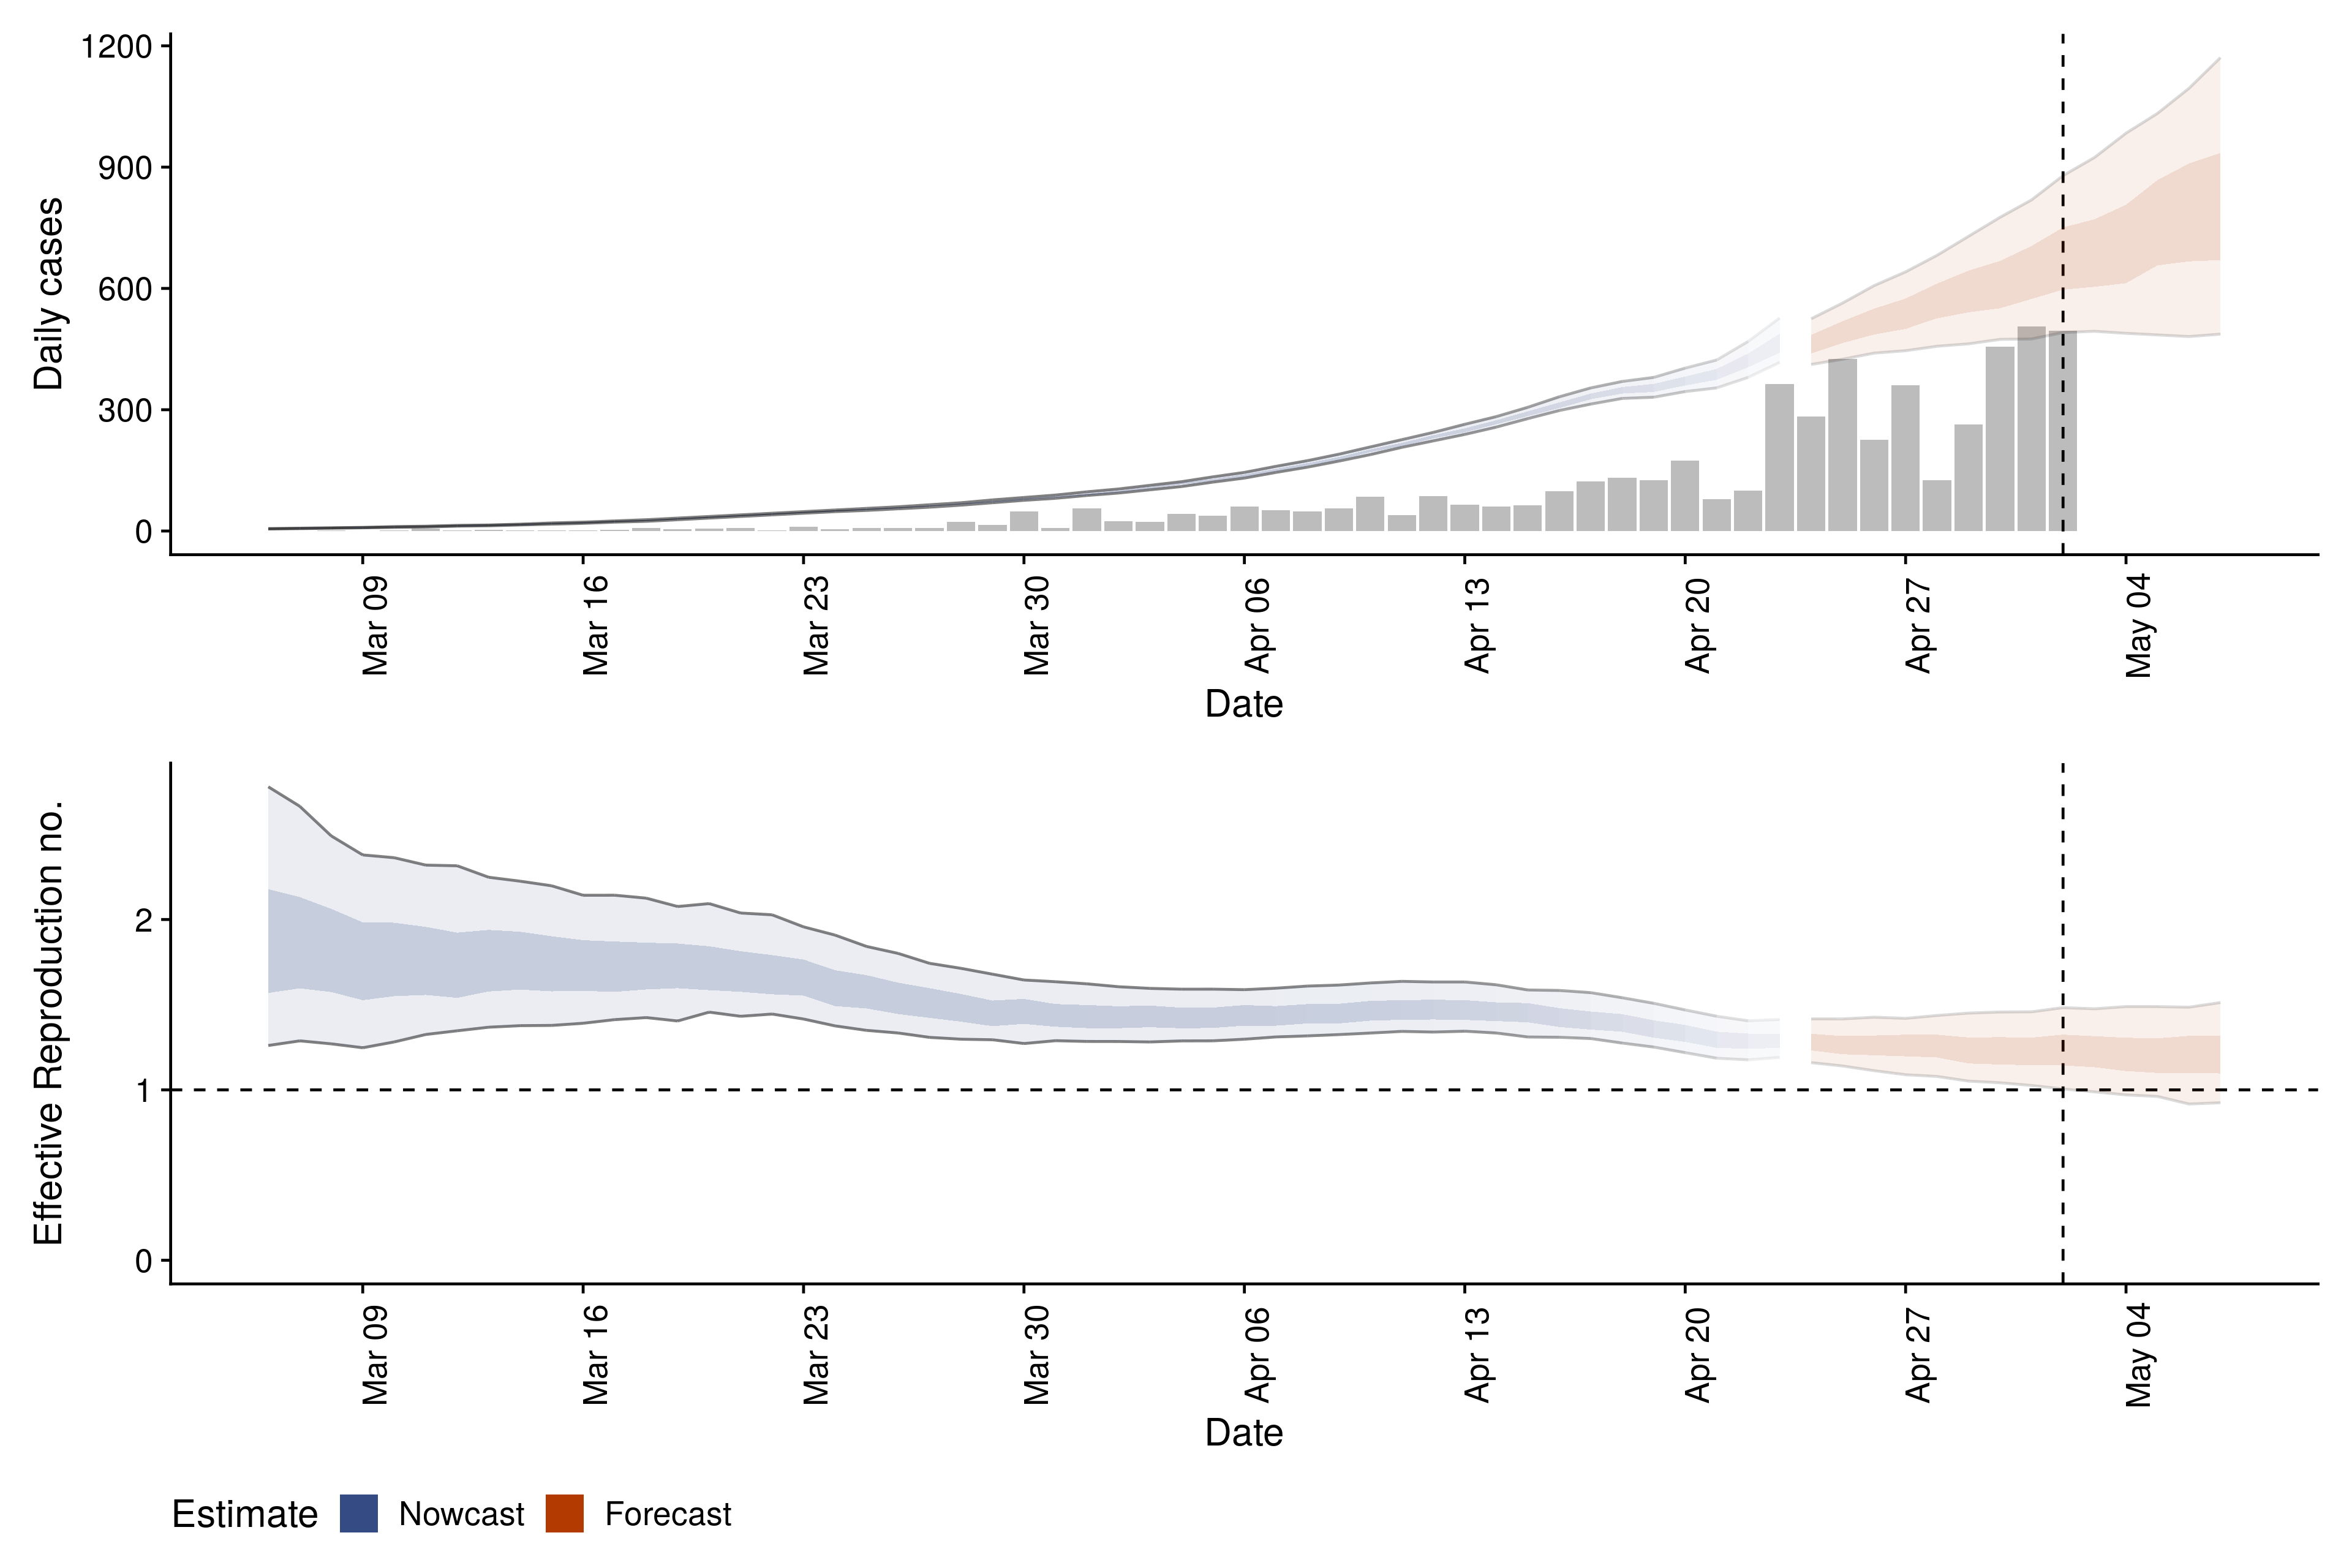 Daily cases
1200
900
600
300
0
Mar 09
Mar 16
Mar 23
Mar 30
Apr 06
Apr 13
Apr 20
Apr 27
May 04
Date
Effective Reproduction no.
2
1
0
Mar 09
Mar 16
Mar 23
Mar 30
Apr 06
Apr 13
Apr 20
Apr 27
May 04
Date
Estimate Nowcast Forecast